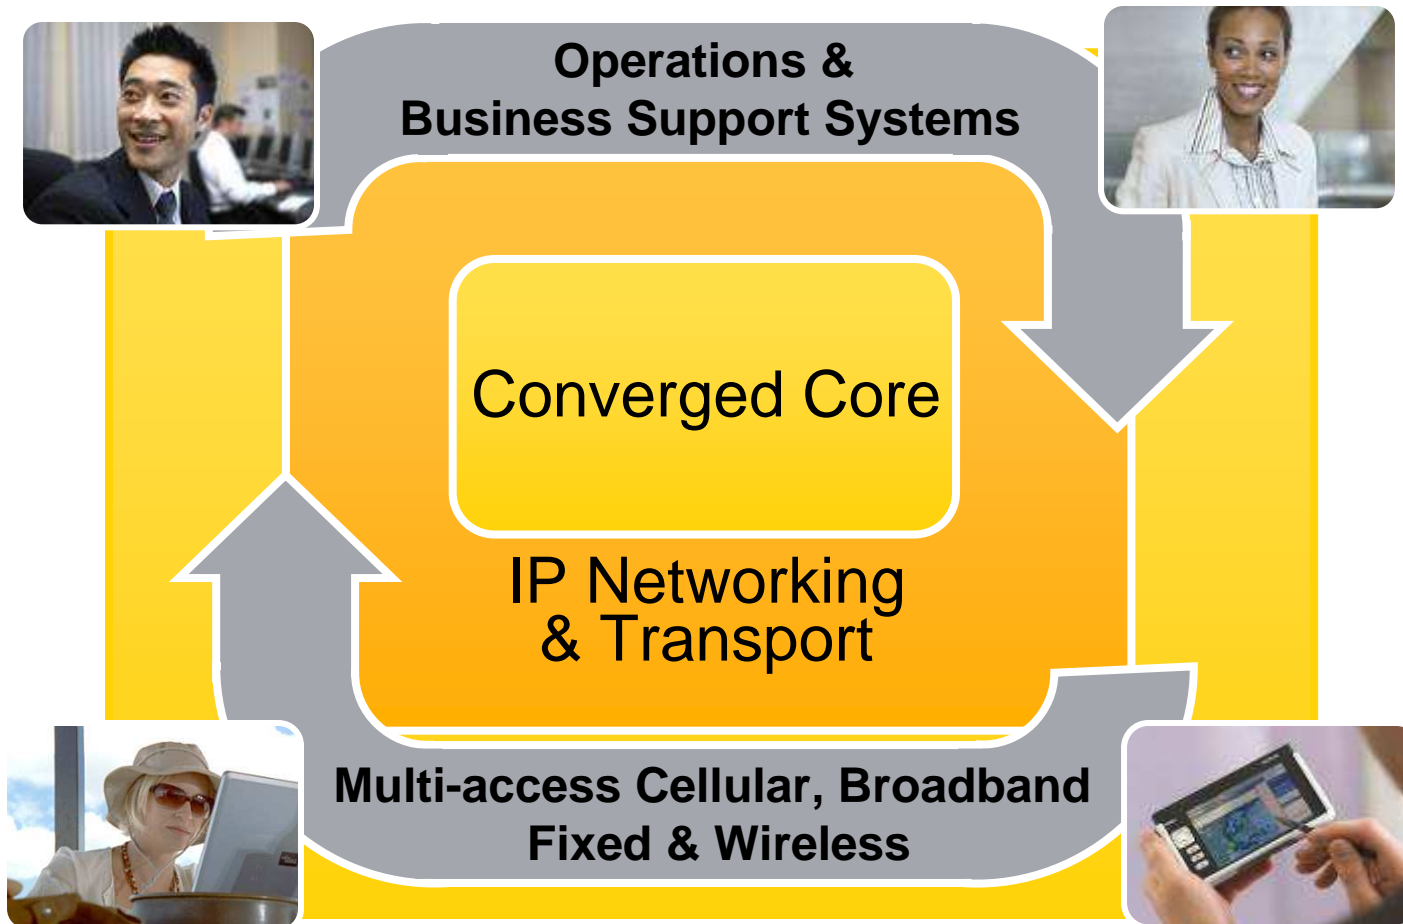 Operations &
Business Support Systems
Converged Core
IP Networking
& Transport
Multi-access Cellular, Broadband
Fixed & Wireless